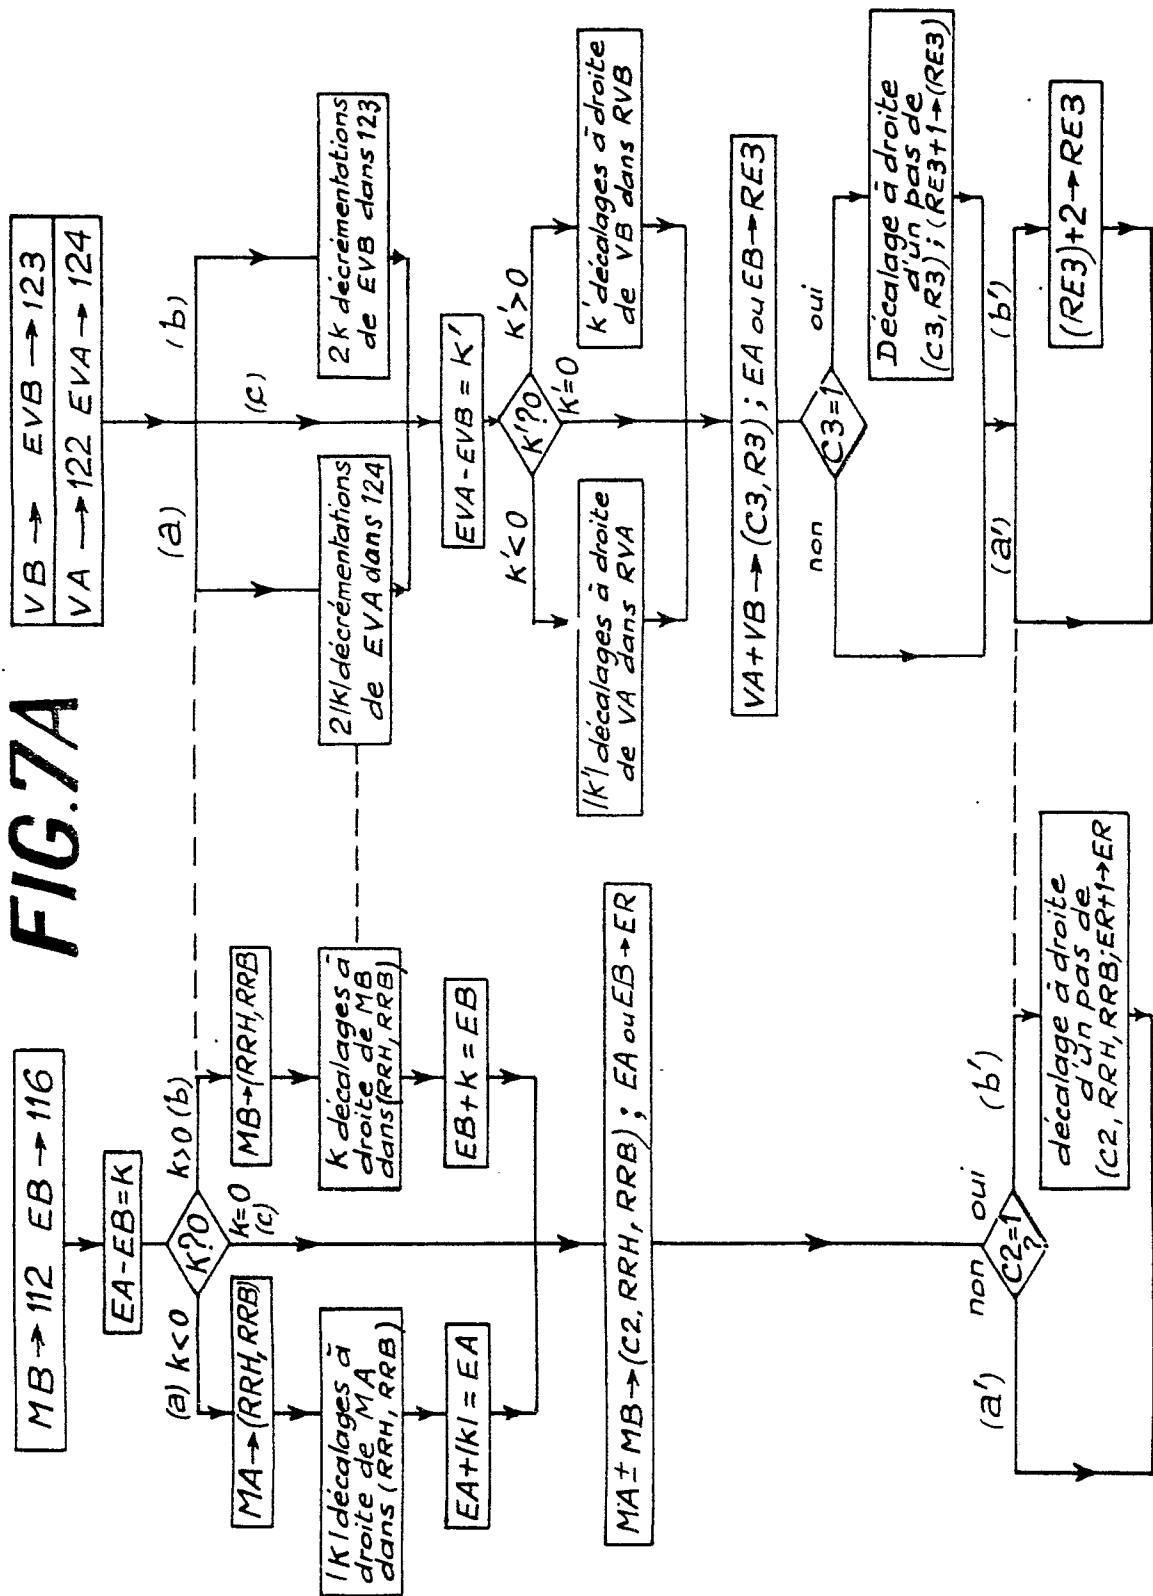 FIG.7A
MB→112 EB→116
EA-EB=K
K?0
(a) k<0
k>0 (b)
k=0
(c)
MA→(RRH,RRB)
MB→(RRH,RRB
|K| décalages à
droite de MA
dans (RRH, RRB)
K décalages à
droite de MB
dans(RRH, RRB)
EA+|K|=EA
EB+K=EB
MA±MB→(C2, RRH, RRB); EA ou EB→ER
C2=1
?
non
oui
(a')
(b')
décalage à droite
d'un pas de
(C2, RRH, RRB;ER+1→ER
VB → EVB→123
VA →122 EVA→124
(a)
(c)
(b)
2|K|décrémentations
de EVA dans 124
2K décrémentations
de EVB dans 123
EVA-EVB=K'
K'?0
K'<0
K'>0
K'=0
|K'| décalages à droite
de VA dans RVA
K' décalages à droite
de VB dans RVB
VA+VB→(C3,R3); EA ou EB→RE3
C3=1
non
oui
Décalage à droite
d'un pas de
(C3,R3); (RE3+1→(RE3)
(a')
(b')
(RE3)+2→RE3